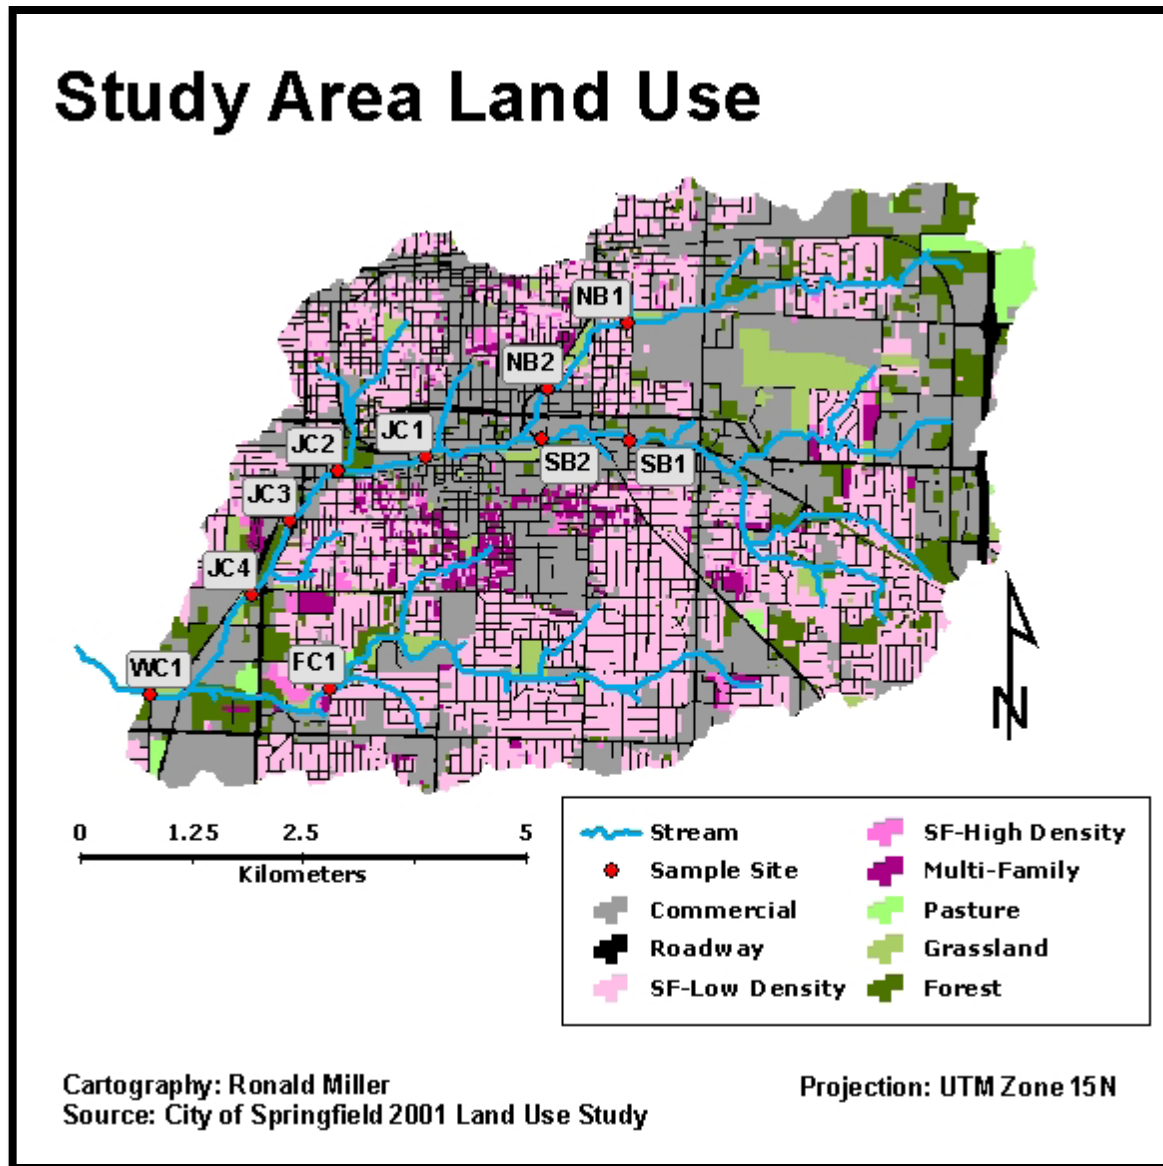 Study Area Land Use
NB1
NB2
JC1
JC2
SB2
SB1
JC3
JC4
WC1
FC1
N
0 1.25 2.5 5
Kilometers
Stream
Sample Site
Commercial
Roadway
SF-Low Density
SF-High Density
Multi-Family
Pasture
Grassland
Forest
Cartography: Ronald Miller
Source: City of Springfield 2001 Land Use Study
Projection: UTM Zone 15N